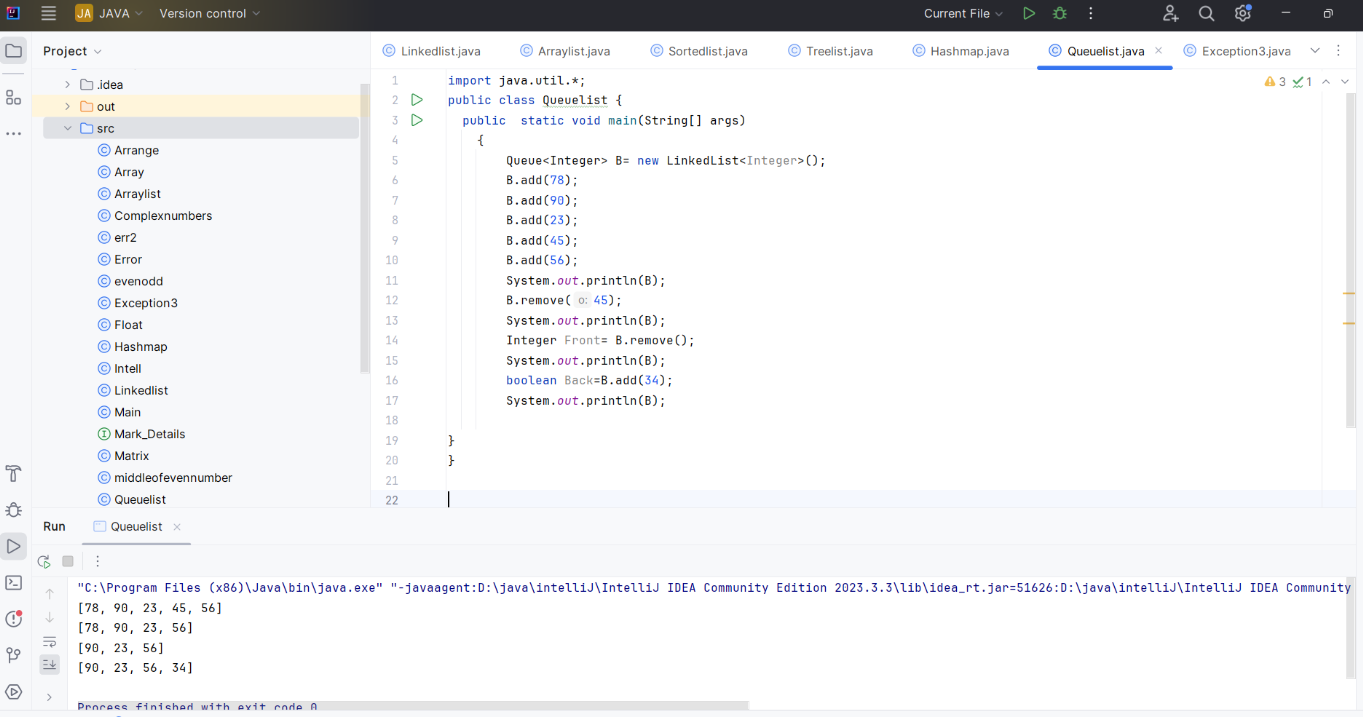 JA JAVA Version control Current File
Project
Linkedlist.java Arraylist.java Sortedlist.java Treelist.java Hashmap.java Queuelist.java Exception3.java
.idea
out
src
Arrange
Array
Arraylist
Complexnumbers
err2
Error
evenodd
Exception3
Float
Hashmap
Intell
Linkedlist
Main
Mark_Details
Matrix
middleofevennumber
Queuelist
3 1
1 import java.util.*;
2 public class Queuelist {
3 public  static void main(String[] args)
4 {
5 Queue<Integer> B= new LinkedList<Integer>();
6 B.add(78);
7 B.add(90);
8 B.add(23);
9 B.add(45);
10 B.add(56);
11 System.out.println(B);
12 B.remove( o: 45);
13 System.out.println(B);
14 Integer Front= B.remove();
15 System.out.println(B);
16 boolean Back=B.add(34);
17 System.out.println(B);
18
19 }
20 }
21
22
Run Queuelist
"C:\Program Files (x86)\Java\bin\java.exe" "-javaagent:D:\java\intelliJ\IntelliJ IDEA Community Edition 2023.3.3\lib\idea_rt.jar=51626:D:\java\intelliJ\IntelliJ IDEA Community
[78, 90, 23, 45, 56]
[78, 90, 23, 56]
[90, 23, 56]
[90, 23, 56, 34]
Process finished with exit code 0